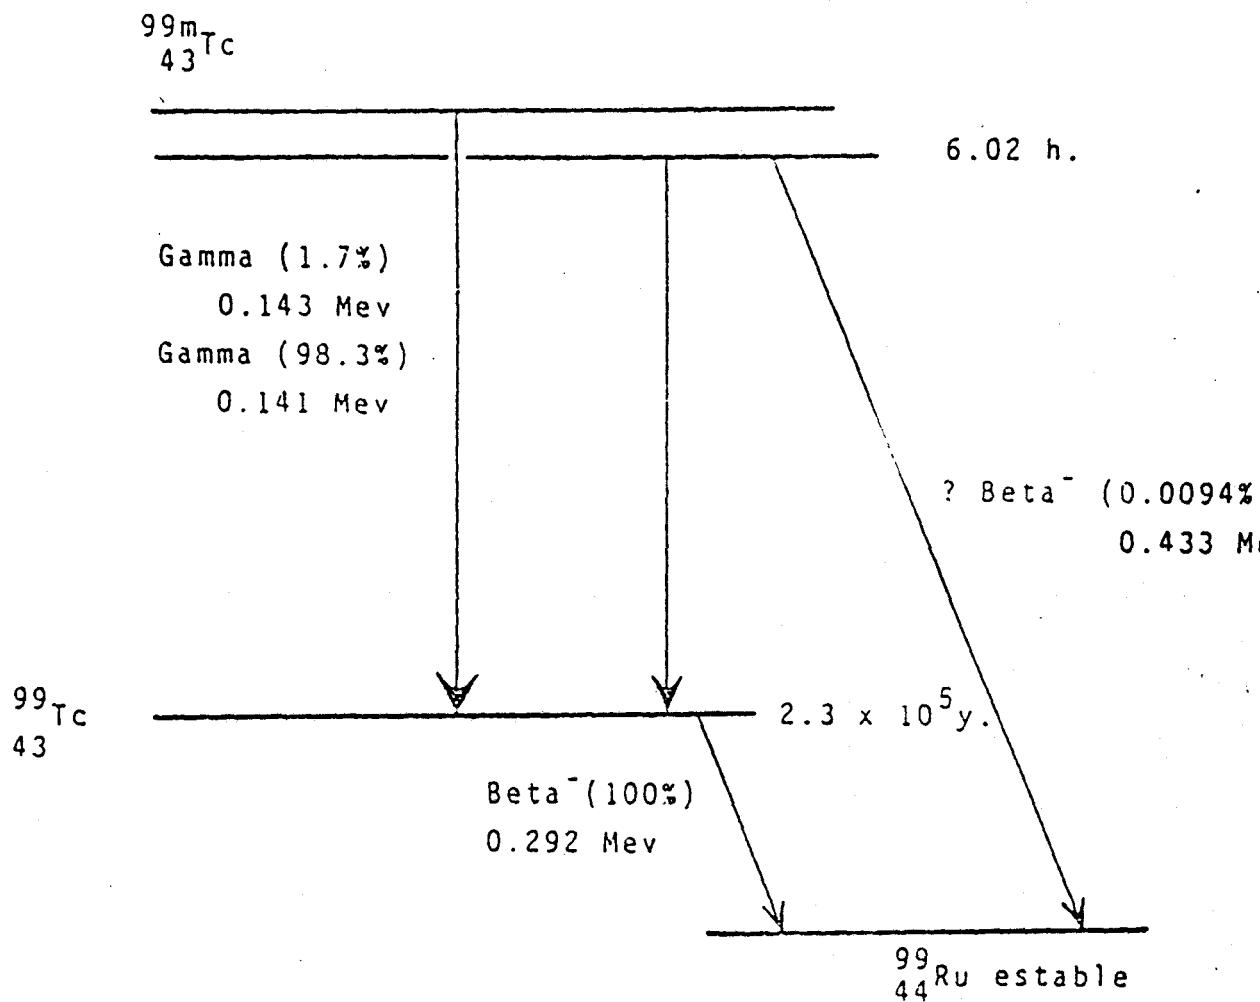 99m
Tc
43
6.02 h.
Gamma (1.7%)
0.143 Mev
Gamma (98.3%)
0.141 Mev
? Beta⁻ (0.0094%
0.433 M
99
Tc
43
2.3 x 10⁵y.
Beta⁻(100%)
0.292 Mev
99
Ru estable
44